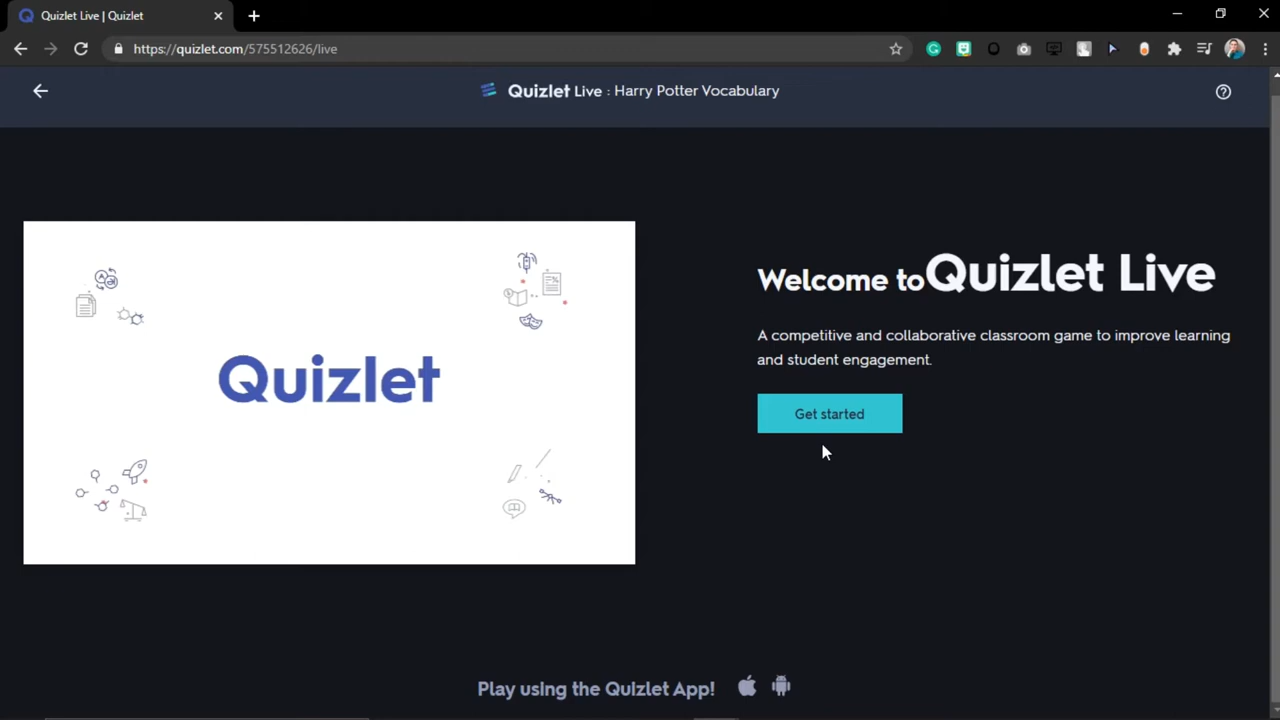 Quizlet Live | Quizlet
https://quizlet.com/575512626/live
Quizlet Live : Harry Potter Vocabulary
Quizlet
Welcome to Quizlet Live
A competitive and collaborative classroom game to improve learning
and student engagement.
Get started
Play using the Quizlet App!